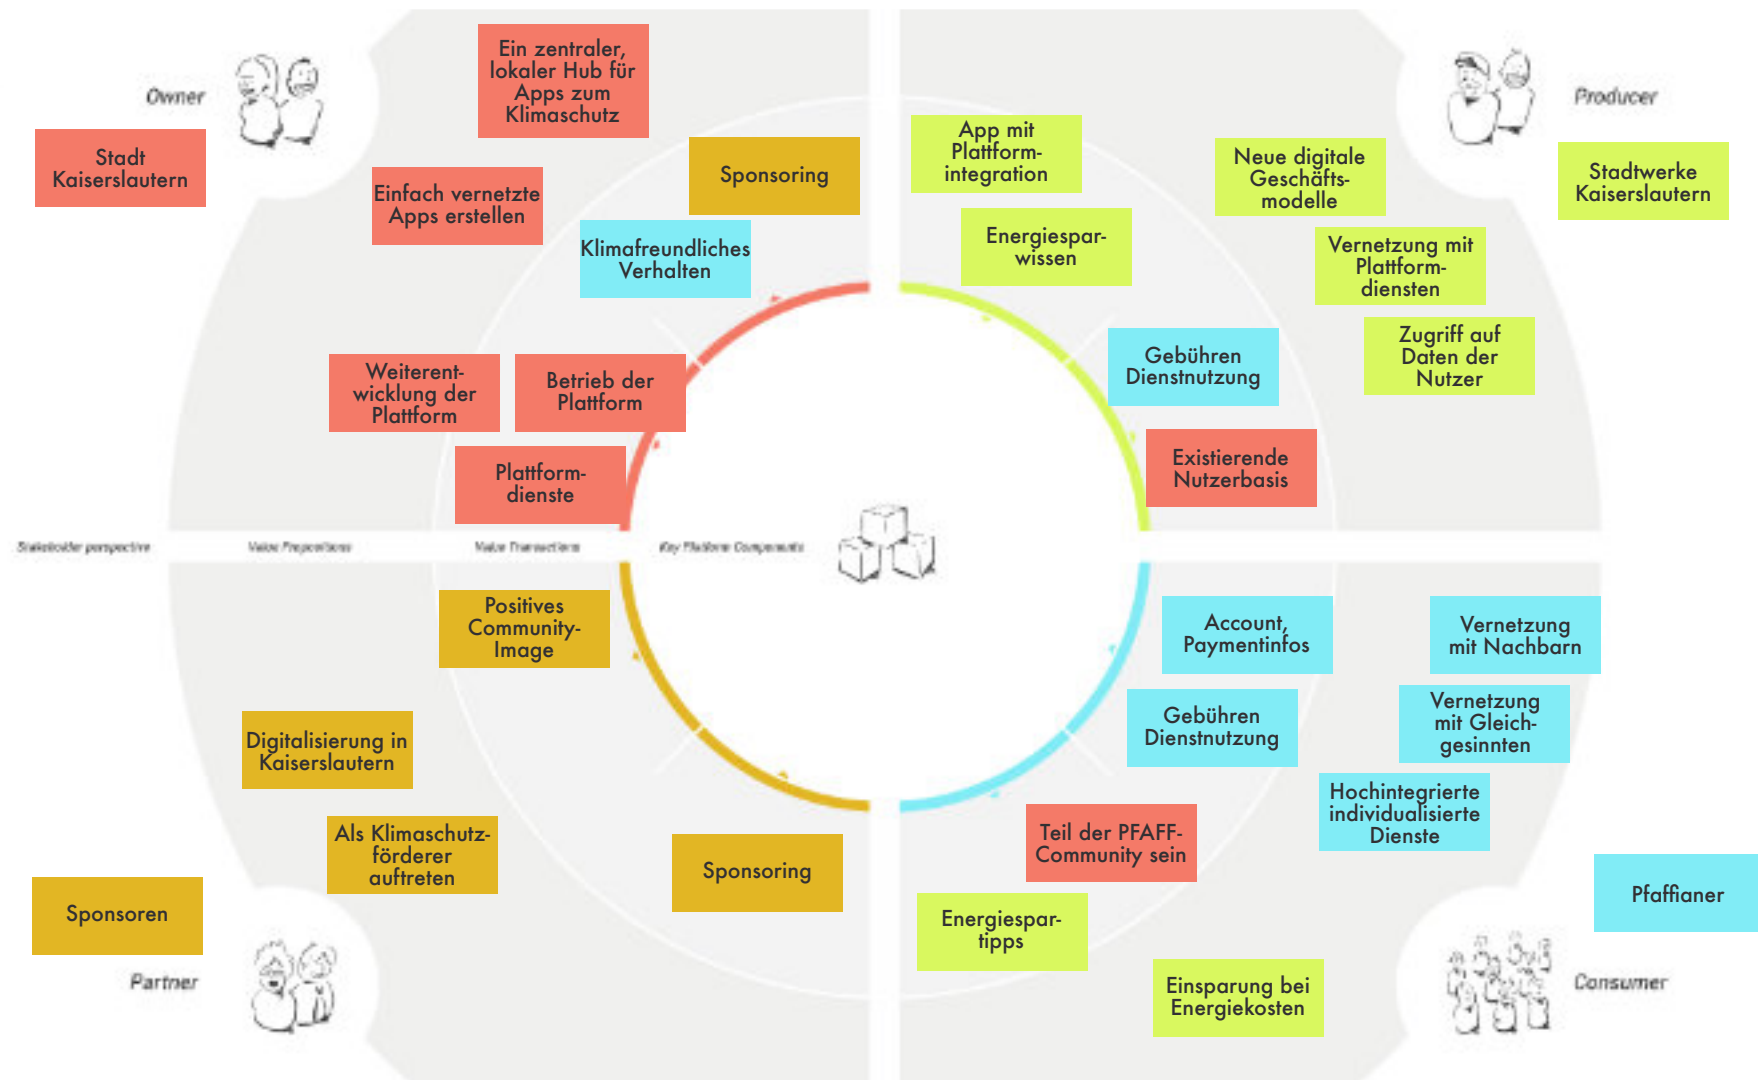 Owner
Stadt
Kaiserslautern
Ein zentraler,
lokaler Hub für
Apps zum
Klimaschutz
Einfach vernetzte
Apps erstellen
Sponsoring
Klimafreundliches
Verhalten
Weiterent-
wicklung der
Plattform
Betrieb der
Plattform
Plattform-
dienste
Producer
Stadtwerke
Kaiserslautern
App mit
Plattform-
integration
Energiespar-
wissen
Neue digitale
Geschäfts-
modelle
Vernetzung mit
Plattform-
diensten
Zugriff auf
Daten der
Nutzer
Gebühren
Dienstnutzung
Existierende
Nutzerbasis
Stakeholder perspective
Value Propositions
Value Transactions
Key Platform Components
Positives
Community-
Image
Digitalisierung in
Kaiserslautern
Als Klimaschutz-
förderer
auftreten
Sponsoring
Sponsoren
Partner
Account,
Paymentinfos
Vernetzung
mit Nachbarn
Gebühren
Dienstnutzung
Vernetzung
mit Gleich-
gesinnten
Hochintegrierte
individualisierte
Dienste
Teil der PFAFF-
Community sein
Energiespar-
tipps
Einsparung bei
Energiekosten
Pfaffianer
Consumer